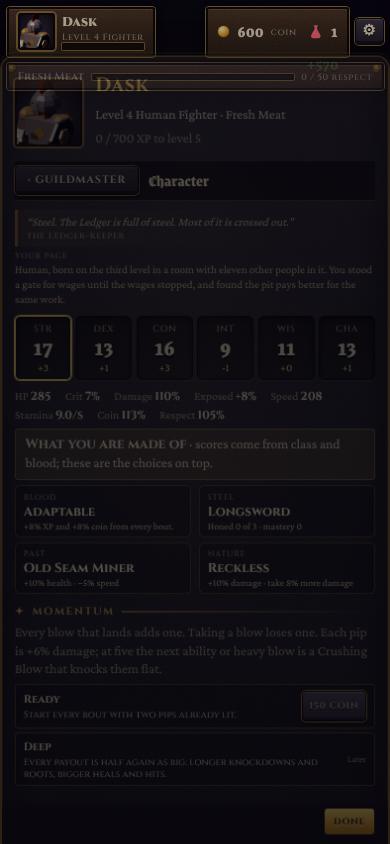 DASK
LEVEL 4 FIGHTER
600 COIN 1
+570
FRESH MEAT 0 / 50 RESPECT
DASK
Level 4 Human Fighter · Fresh Meat
0 / 700 XP to level 5
‹ GUILDMASTER Character
“Steel. The Ledger is full of steel. Most of it is crossed out.”
THE LEDGER-KEEPER
YOUR PAGE
Human, born on the third level in a room with eleven other people in it. You stood
a gate for wages until the wages stopped, and found the pit pays better for the
same work.
STR DEX CON INT WIS CHA
17 13 16 9 11 13
+3 +1 +3 -1 +0 +1
HP 285 Crit 7% Damage 110% Exposed +8% Speed 208
Stamina 9.0/s Coin 113% Respect 105%
WHAT YOU ARE MADE OF · scores come from class and
blood; these are the choices on top.
BLOOD STEEL
ADAPTABLE LONGSWORD
+8% XP and +8% coin from every bout. Honed 0 of 3 · mastery 0
PAST NATURE
OLD SEAM MINER RECKLESS
+10% health · −5% speed +10% damage · take 8% more damage
MOMENTUM
Every blow that lands adds one. Taking a blow loses one. Each pip
is +6% damage; at five the next ability or heavy blow is a Crushing
Blow that knocks them flat.
READY
START EVERY BOUT WITH TWO PIPS ALREADY LIT.
150 COIN
DEEP
EVERY PAYOUT IS HALF AGAIN AS BIG: LONGER KNOCKDOWNS AND
ROOTS, BIGGER HEALS AND HITS.
Later
DONE